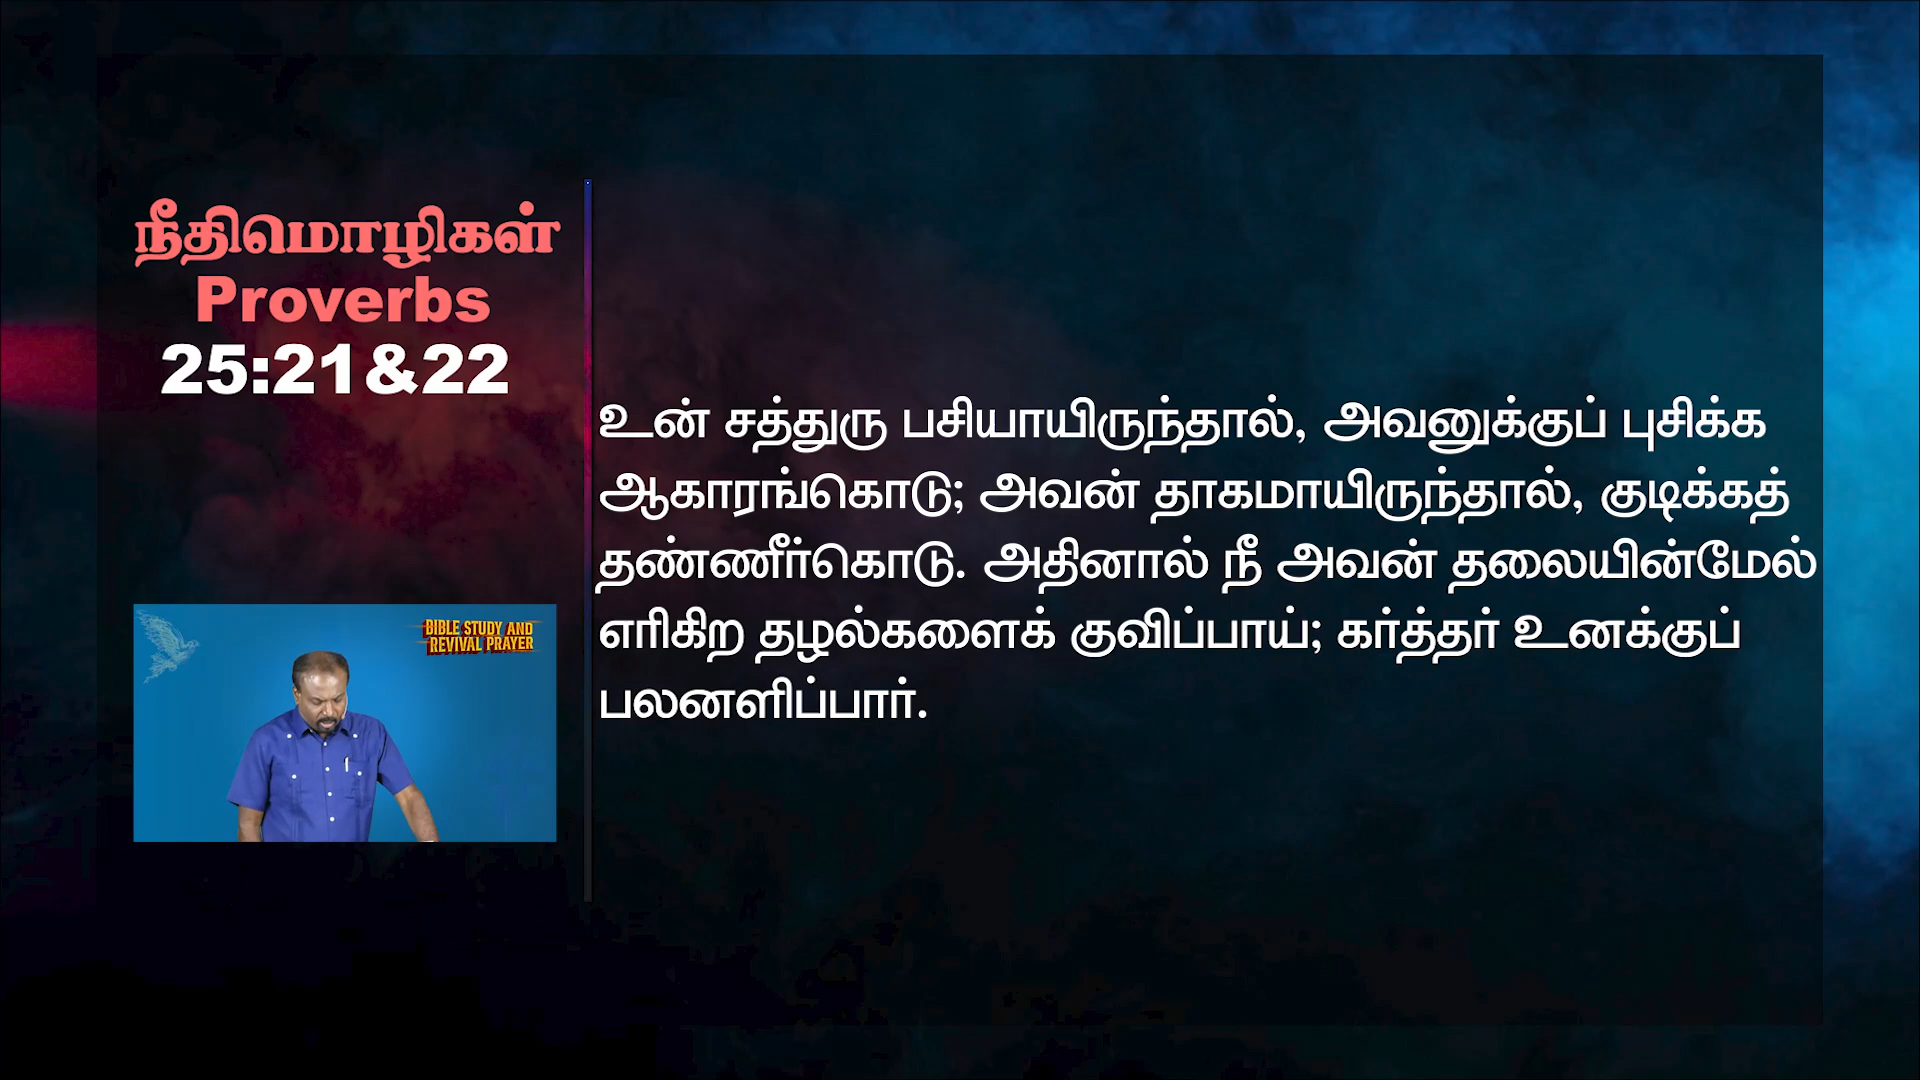 நீதிமொழிகள்
Proverbs
25:21&22
உன் சத்துரு பசியாயிருந்தால், அவனுக்குப் புசிக்க
ஆகாரங்கொடு; அவன் தாகமாயிருந்தால், குடிக்கத்
தண்ணீர்கொடு. அதினால் நீ அவன் தலையின்மேல்
எரிகிற தழல்களைக் குவிப்பாய்; கர்த்தர் உனக்குப்
பலனளிப்பார்.
BIBLE STUDY AND
REVIVAL PRAYER